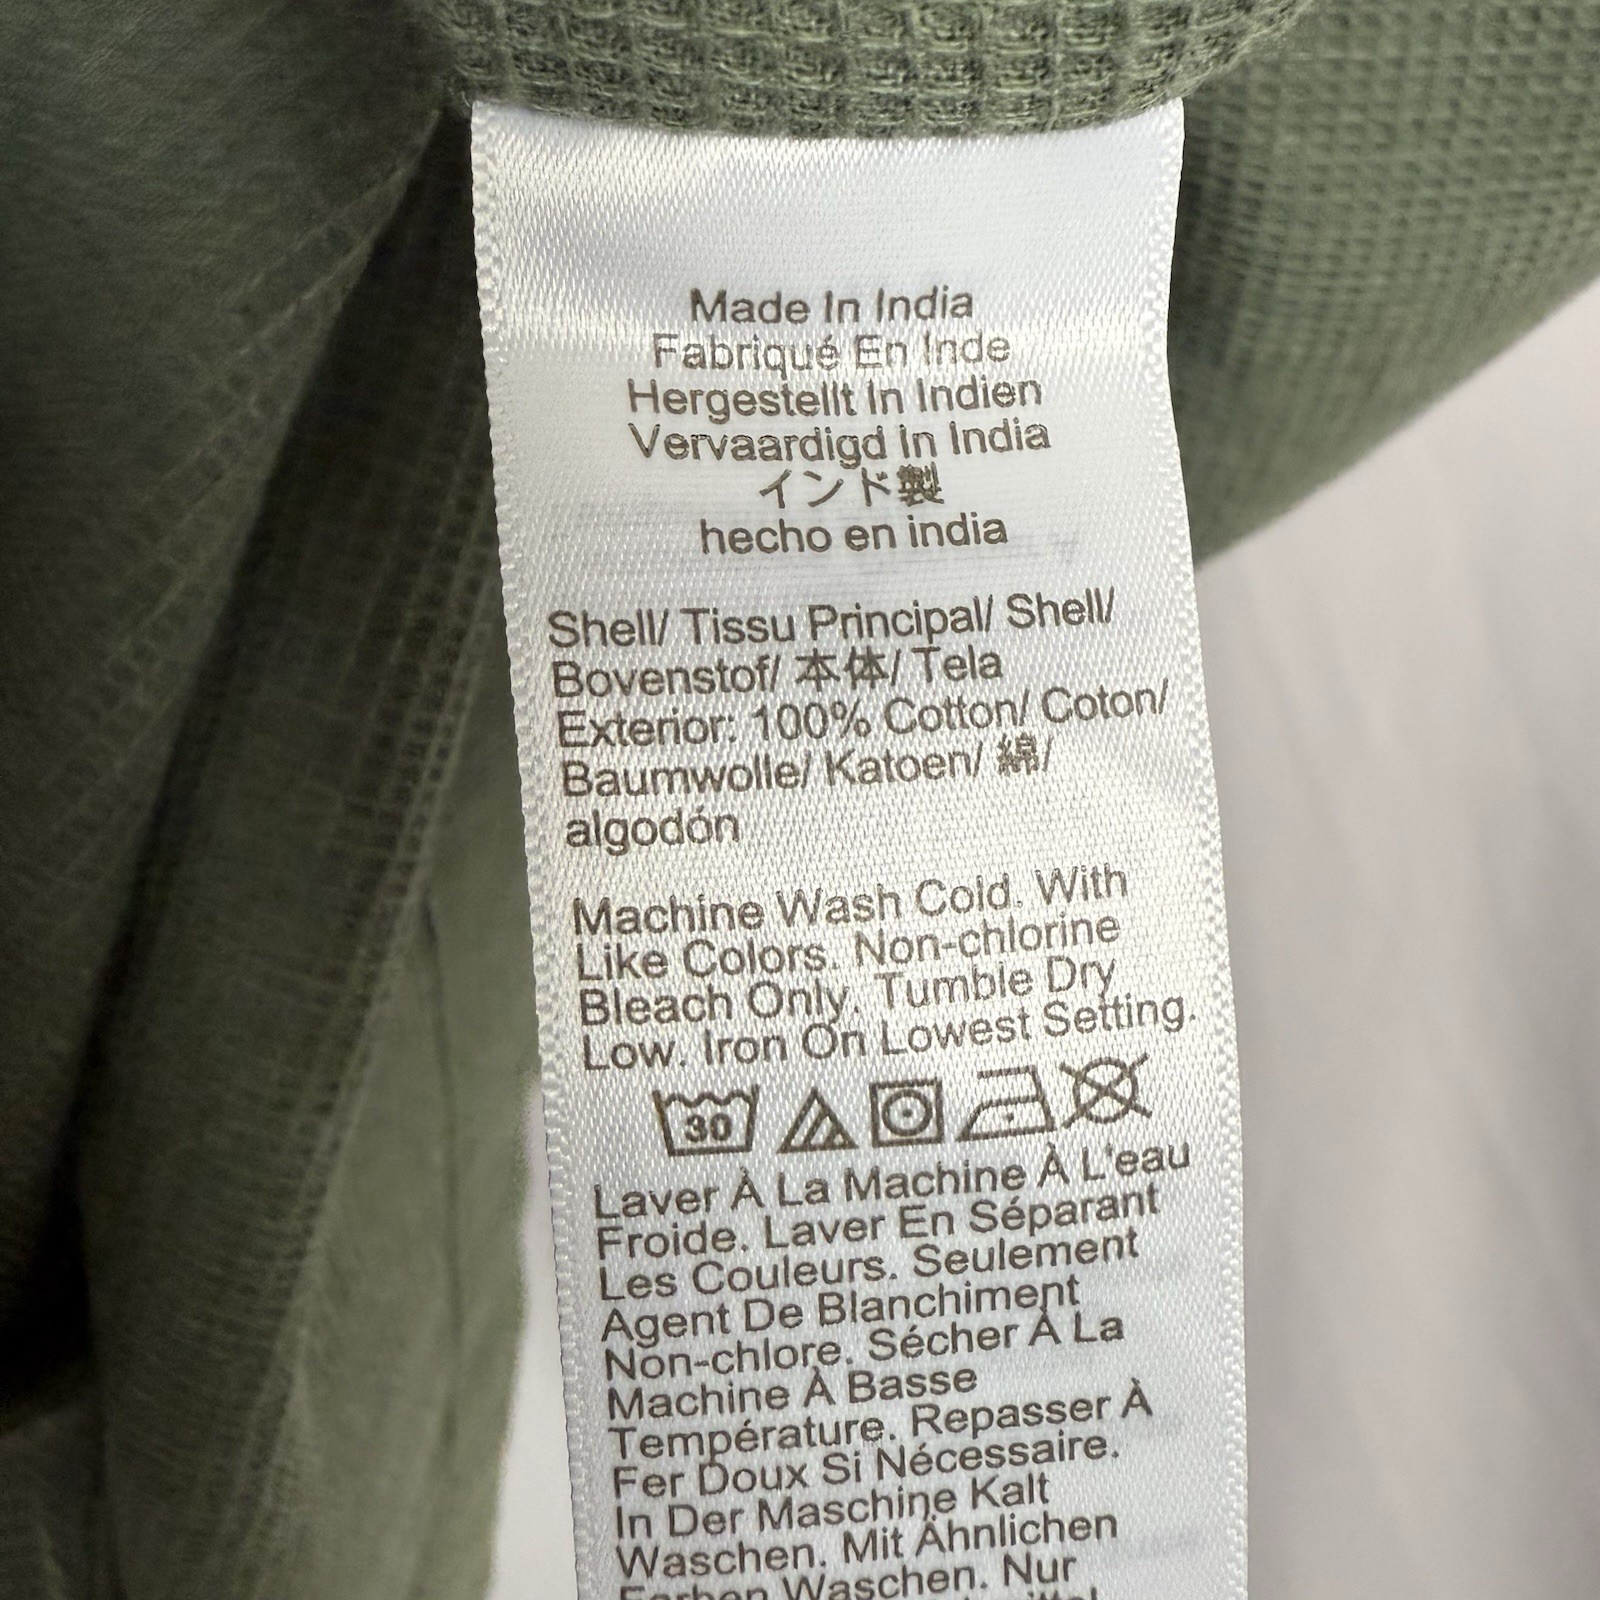 Made In India
Fabriqué En Inde
Hergestellt In Indien
Vervaardigd In India
インド製
hecho en india
Shell/ Tissu Principal/ Shell/
Bovenstof/ 本体/ Tela
Exterior: 100% Cotton/ Coton/
Baumwolle/ Katoen/ 綿/
algodón
Machine Wash Cold. With
Like Colors. Non-chlorine
Bleach Only. Tumble Dry
Low. Iron On Lowest Setting.
30
Laver À La Machine À L'eau
Froide. Laver En Séparant
Les Couleurs. Seulement
Agent De Blanchiment
Non-chlore. Sécher À La
Machine À Basse
Température. Repasser À
Fer Doux Si Nécessaire.
In Der Maschine Kalt
Waschen. Mit Ähnlichen
Farben Waschen. Nur